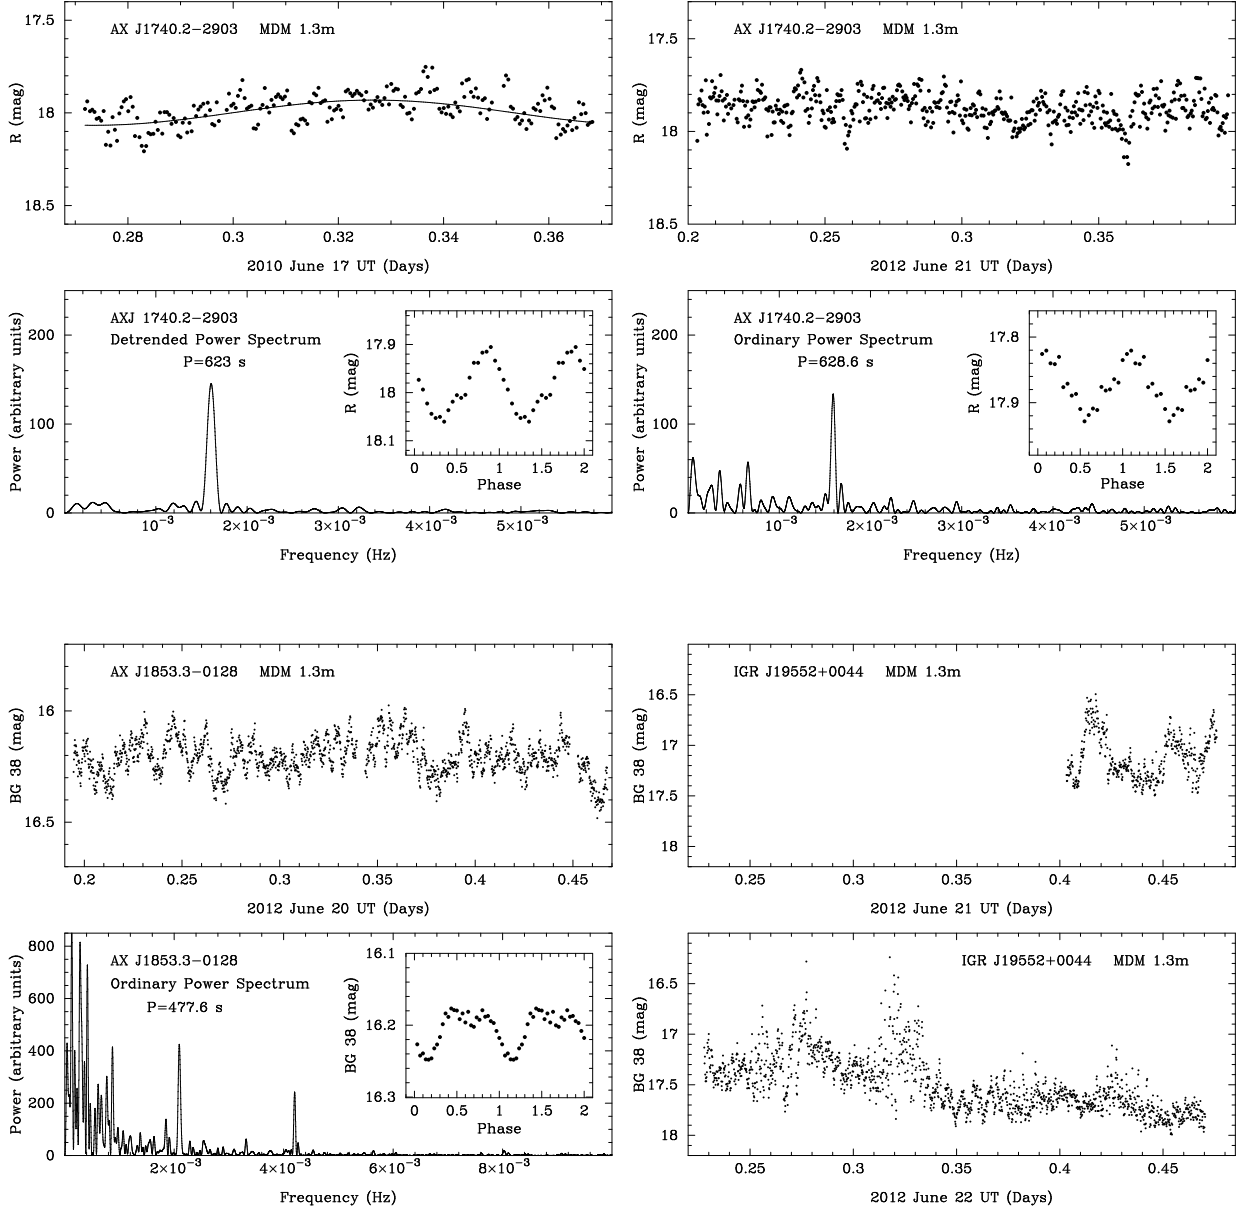 AX J1740.2−2903 MDM 1.3m
17.5
18
18.5
R (mag)
0.28 0.3 0.32 0.34 0.36
2010 June 17 UT (Days)
AX J1740.2−2903 MDM 1.3m
17.5
18
18.5
R (mag)
0.2 0.25 0.3 0.35
2012 June 21 UT (Days)
AXJ 1740.2−2903
Detrended Power Spectrum
P=623 s
200
100
0
Power (arbitrary units)
10⁻³ 2×10⁻³ 3×10⁻³ 4×10⁻³ 5×10⁻³
Frequency (Hz)
17.9
18
18.1
R (mag)
0 0.5 1 1.5 2
Phase
AX J1740.2−2903
Ordinary Power Spectrum
P=628.6 s
200
100
0
Power (arbitrary units)
10⁻³ 2×10⁻³ 3×10⁻³ 4×10⁻³ 5×10⁻³
Frequency (Hz)
17.8
17.9
R (mag)
0 0.5 1 1.5 2
Phase
AX J1853.3−0128 MDM 1.3m
16
16.5
BG 38 (mag)
0.2 0.25 0.3 0.35 0.4 0.45
2012 June 20 UT (Days)
IGR J19552+0044 MDM 1.3m
16.5
17
17.5
18
BG 38 (mag)
0.25 0.3 0.35 0.4 0.45
2012 June 21 UT (Days)
AX J1853.3−0128
Ordinary Power Spectrum
P=477.6 s
800
600
400
200
0
Power (arbitrary units)
2×10⁻³ 4×10⁻³ 6×10⁻³ 8×10⁻³
Frequency (Hz)
16.1
16.2
16.3
BG 38 (mag)
0 0.5 1 1.5 2
Phase
IGR J19552+0044 MDM 1.3m
16.5
17
17.5
18
BG 38 (mag)
0.25 0.3 0.35 0.4 0.45
2012 June 22 UT (Days)